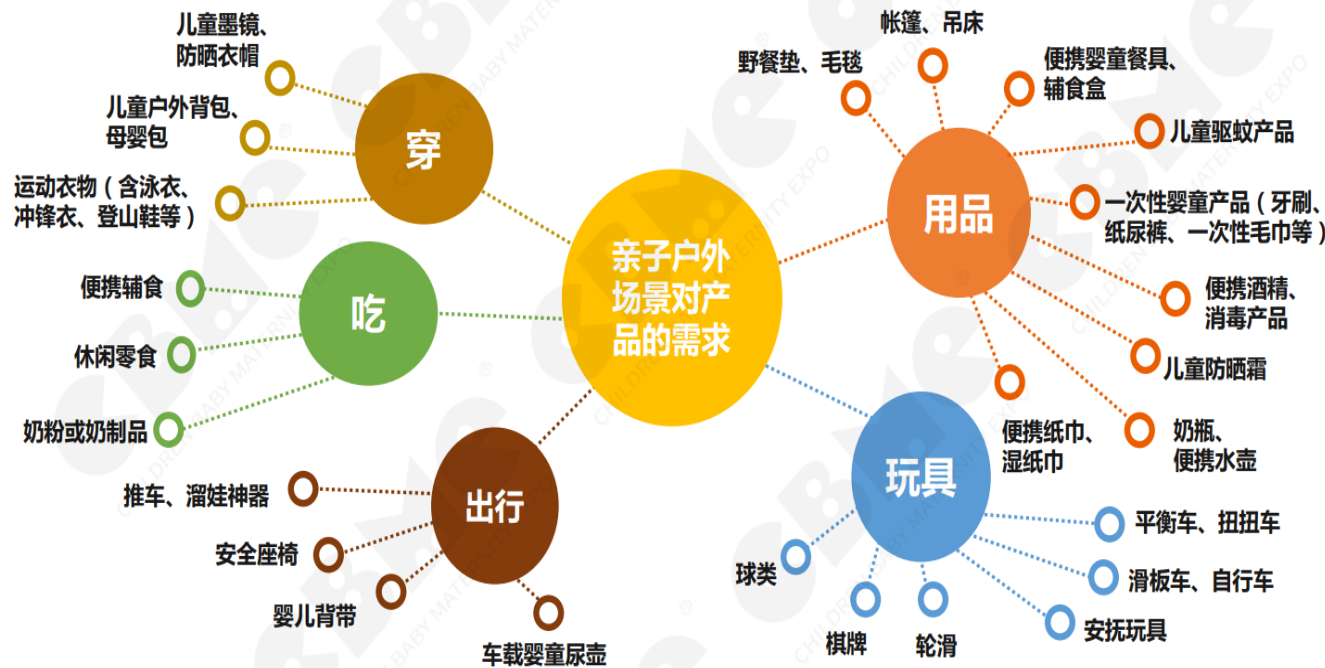 亲子户外
场景对产
品的需求
穿
儿童墨镜、
防晒衣帽
儿童户外背包、
母婴包
运动衣物（含泳衣、
冲锋衣、登山鞋等）
吃
便携辅食
休闲零食
奶粉或奶制品
出行
推车、溜娃神器
安全座椅
婴儿背带
车载婴童尿壶
用品
野餐垫、毛毯
帐篷、吊床
便携婴童餐具、
辅食盒
儿童驱蚊产品
一次性婴童产品（牙刷、
纸尿裤、一次性毛巾等）
便携酒精、
消毒产品
儿童防晒霜
奶瓶、
便携水壶
便携纸巾、
湿纸巾
玩具
平衡车、扭扭车
滑板车、自行车
安抚玩具
轮滑
棋牌
球类
CBME
CHILDREN BABY MATERNITY EXPO